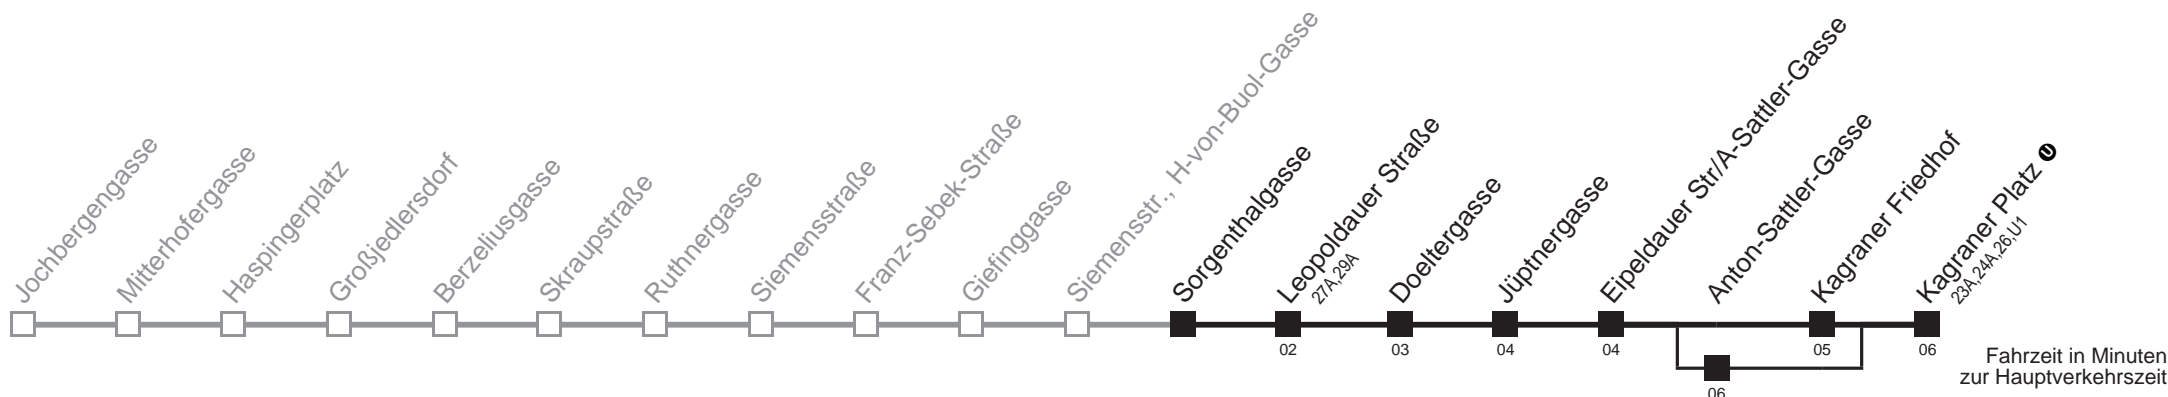 Jochbergengasse
Mitterhofergasse
Haspingerplatz
Großjedlersdorf
Berzeliusgasse
Skraupstraße
Ruthnergasse
Siemensstraße
Franz-Sebek-Straße
Giefinggasse
Siemensstr., H-von-Buol-Gasse
Sorgenthalgasse
Leopoldauer Straße
27A,29A
Doeltergasse
Jüptnergasse
Eipeldauer Str/A-Sattler-Gasse
Anton-Sattler-Gasse
Kagraner Friedhof
Kagraner Platz U
23A,24A,26,U1
02 03 04 04 05 06
06
Fahrzeit in Minuten
zur Hauptverkehrszeit